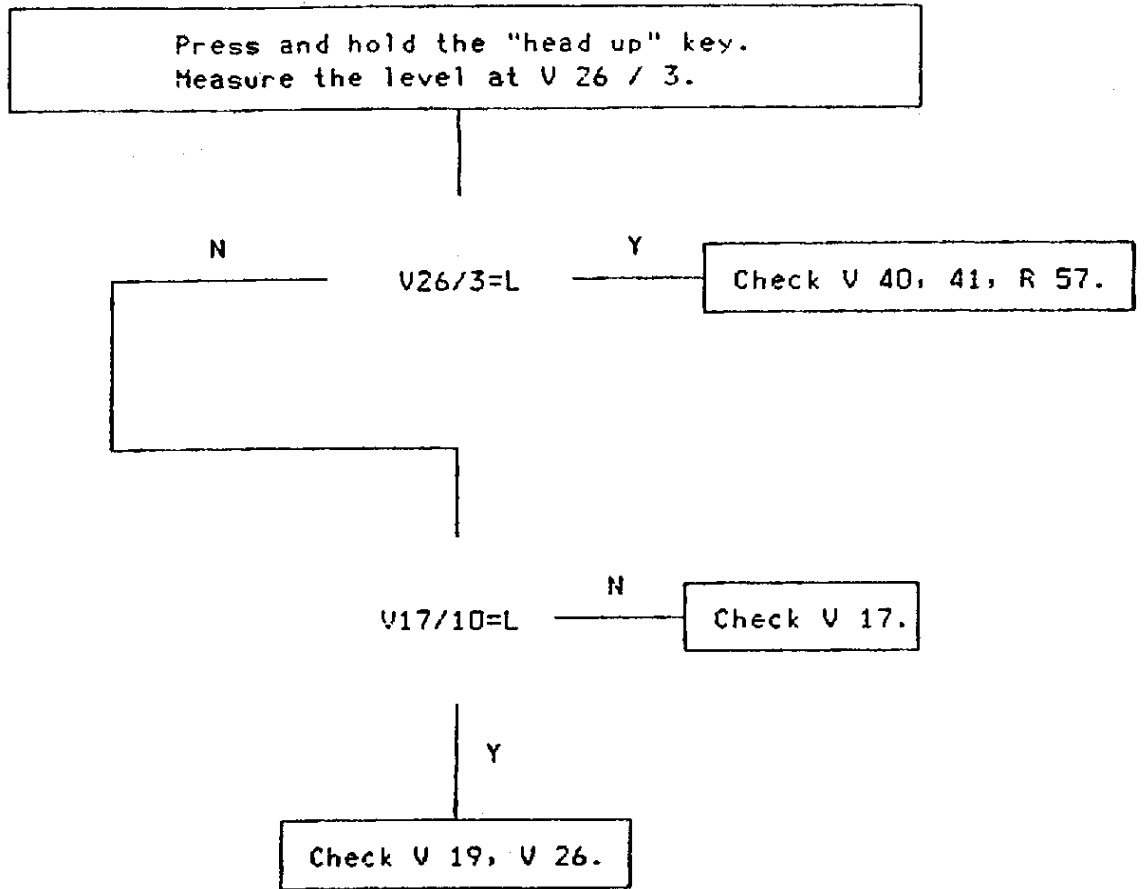 Press and hold the "head up" key.
Measure the level at V 26 / 3.
N
V26/3=L
Y
Check V 40, 41, R 57.
V17/10=L
N
Check V 17.
Y
Check V 19, V 26.